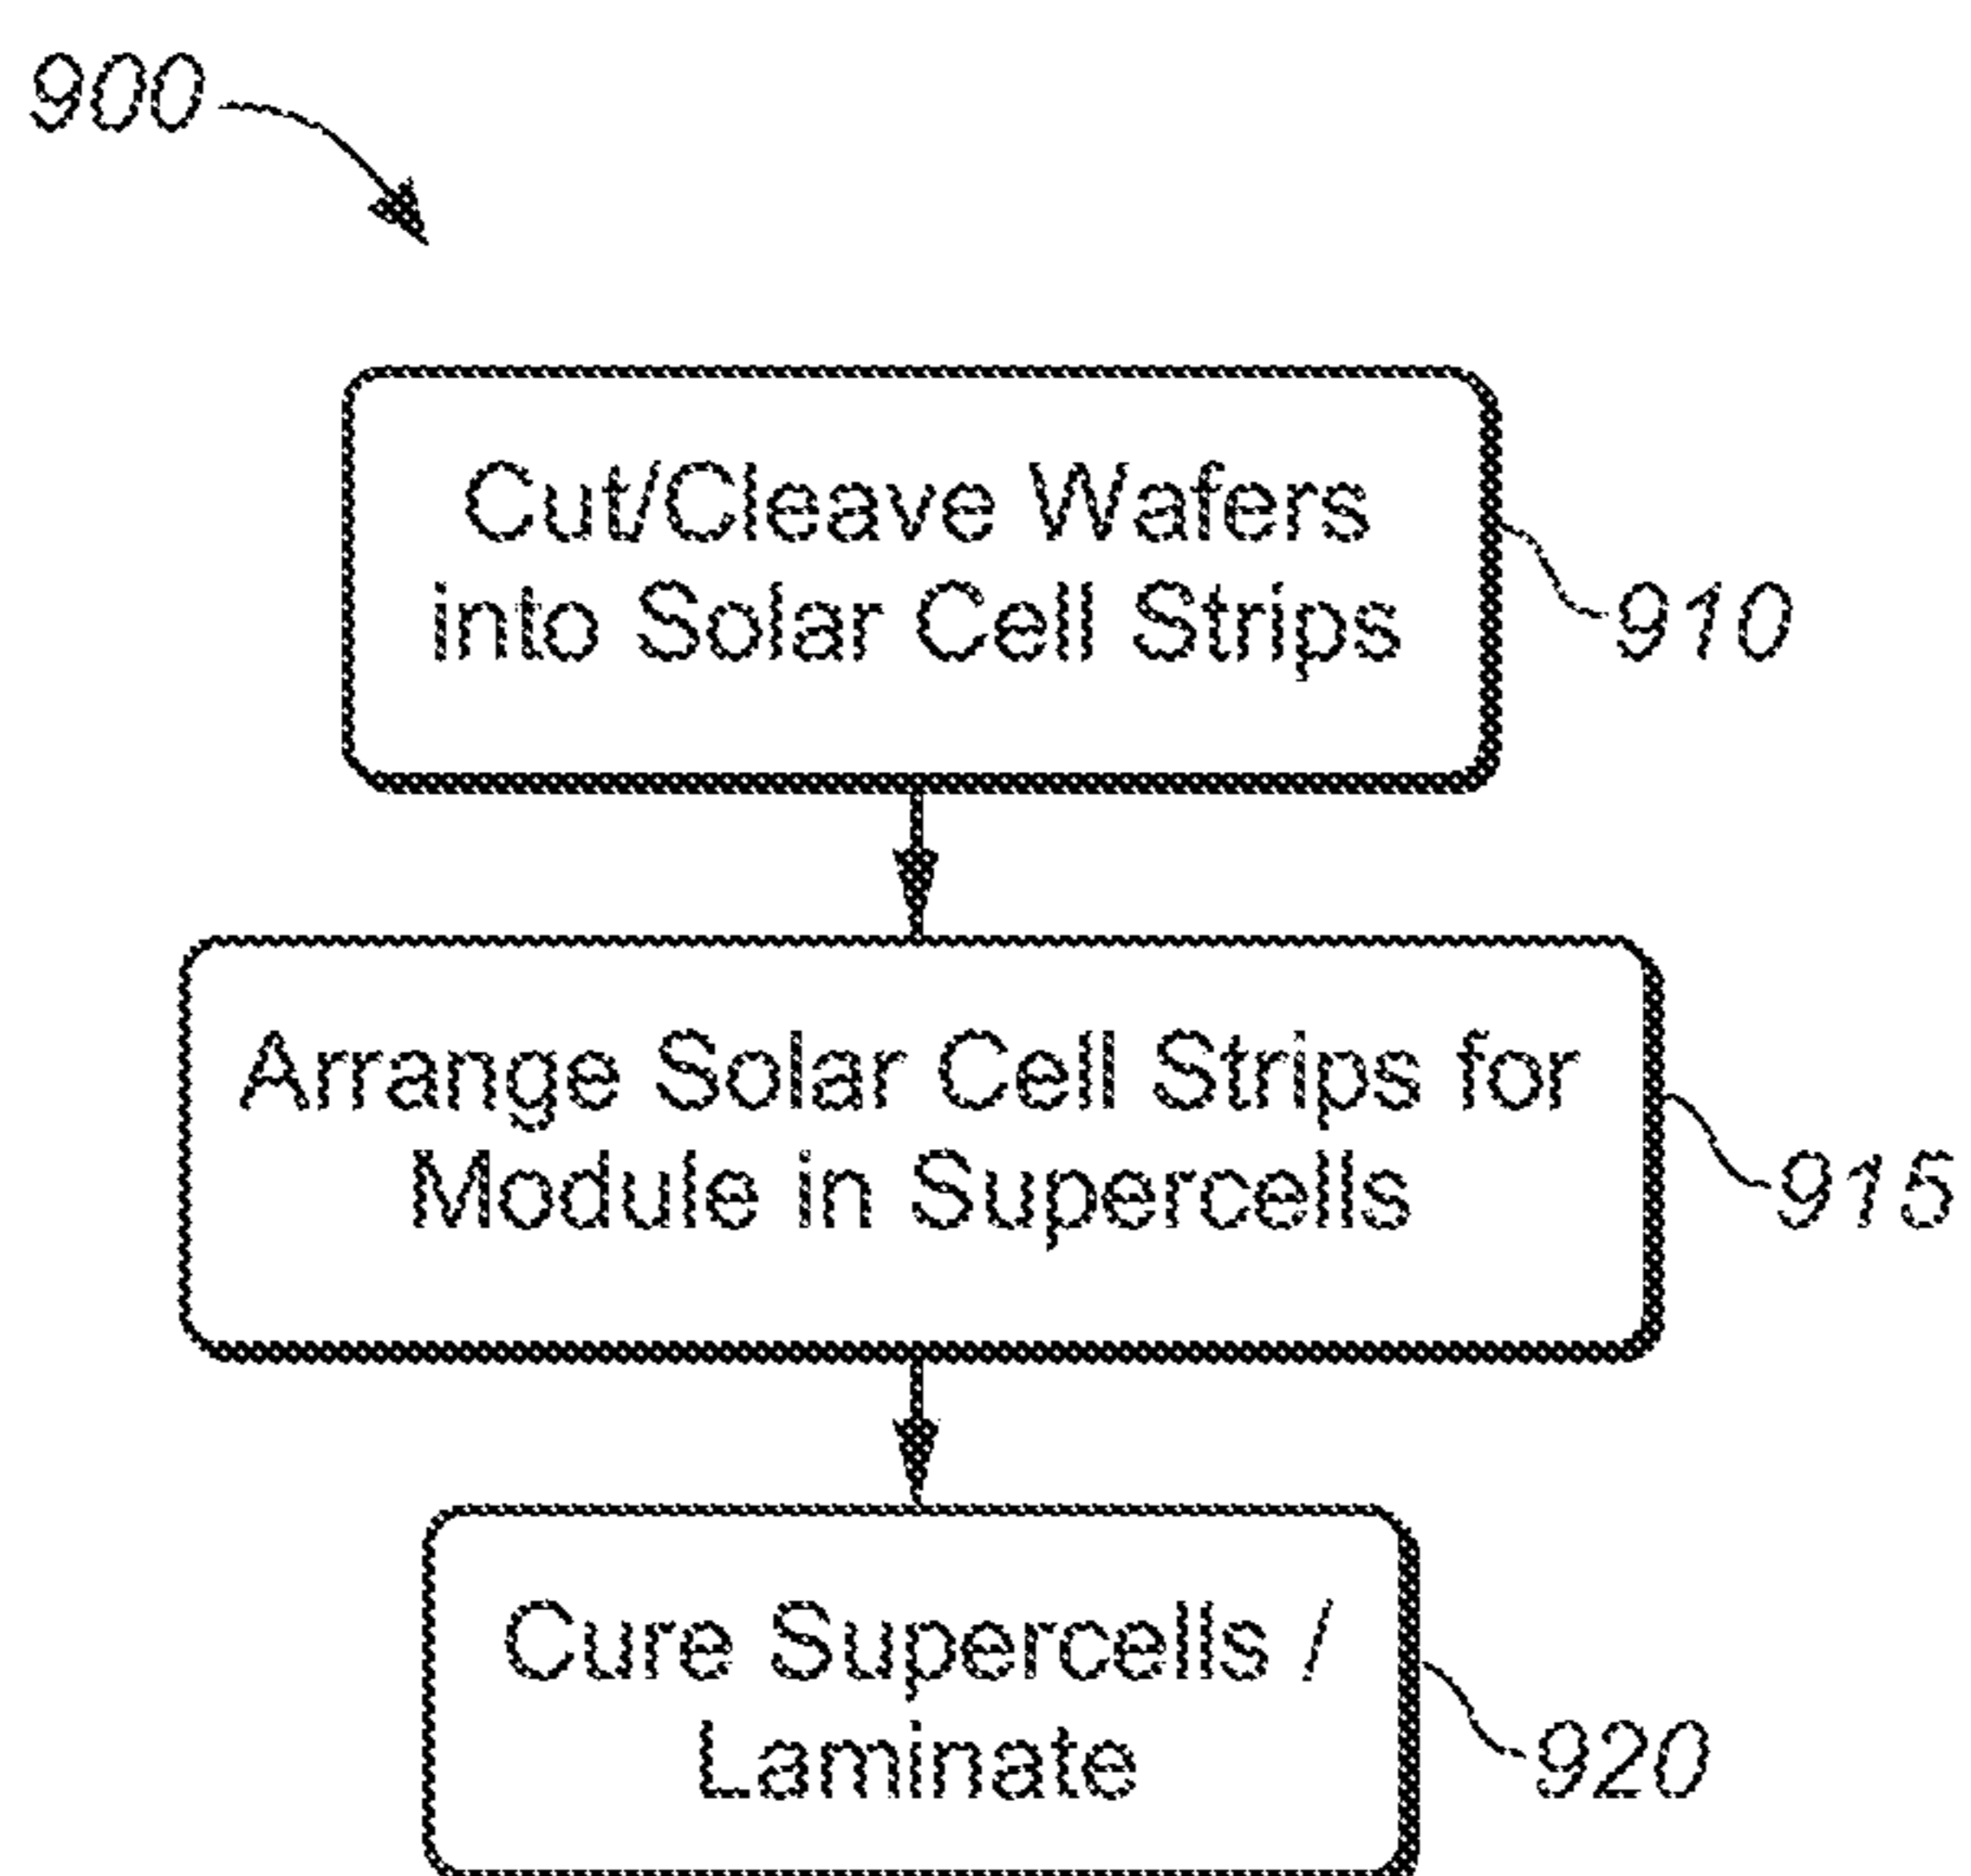 900
Cut/Cleave Wafers
into Solar Cell Strips
910
Arrange Solar Cell Strips for
Module in Supercells
915
Cure Supercells /
Laminate
920